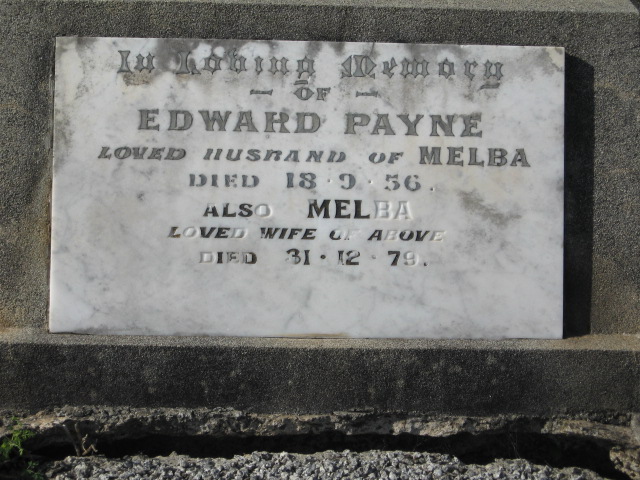 In Loving Memory
OF
EDWARD PAYNE
LOVED HUSBAND OF MELBA
DIED 18·9·56.
ALSO MELBA
LOVED WIFE OF ABOVE
DIED 31·12·79.